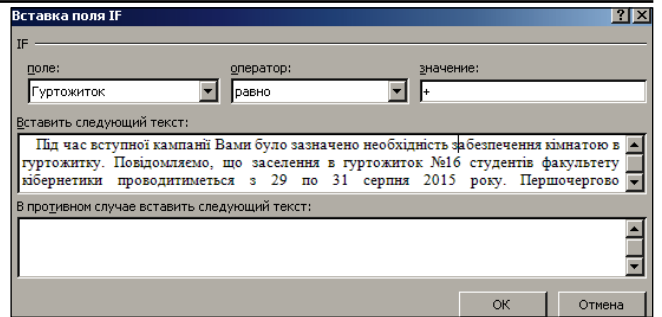 Вставка поля IF
IF
поле: оператор: значение:
Гуртожиток равно +
Вставить следующий текст:
Під час вступної кампанії Вами було зазначено необхідність забезпечення кімнатою в
гуртожитку. Повідомляємо, що заселення в гуртожиток №16 студентів факультету
кібернетики проводитиметься з 29 по 31 серпня 2015 року. Першочергово
В противном случае вставить следующий текст:
ОК Отмена